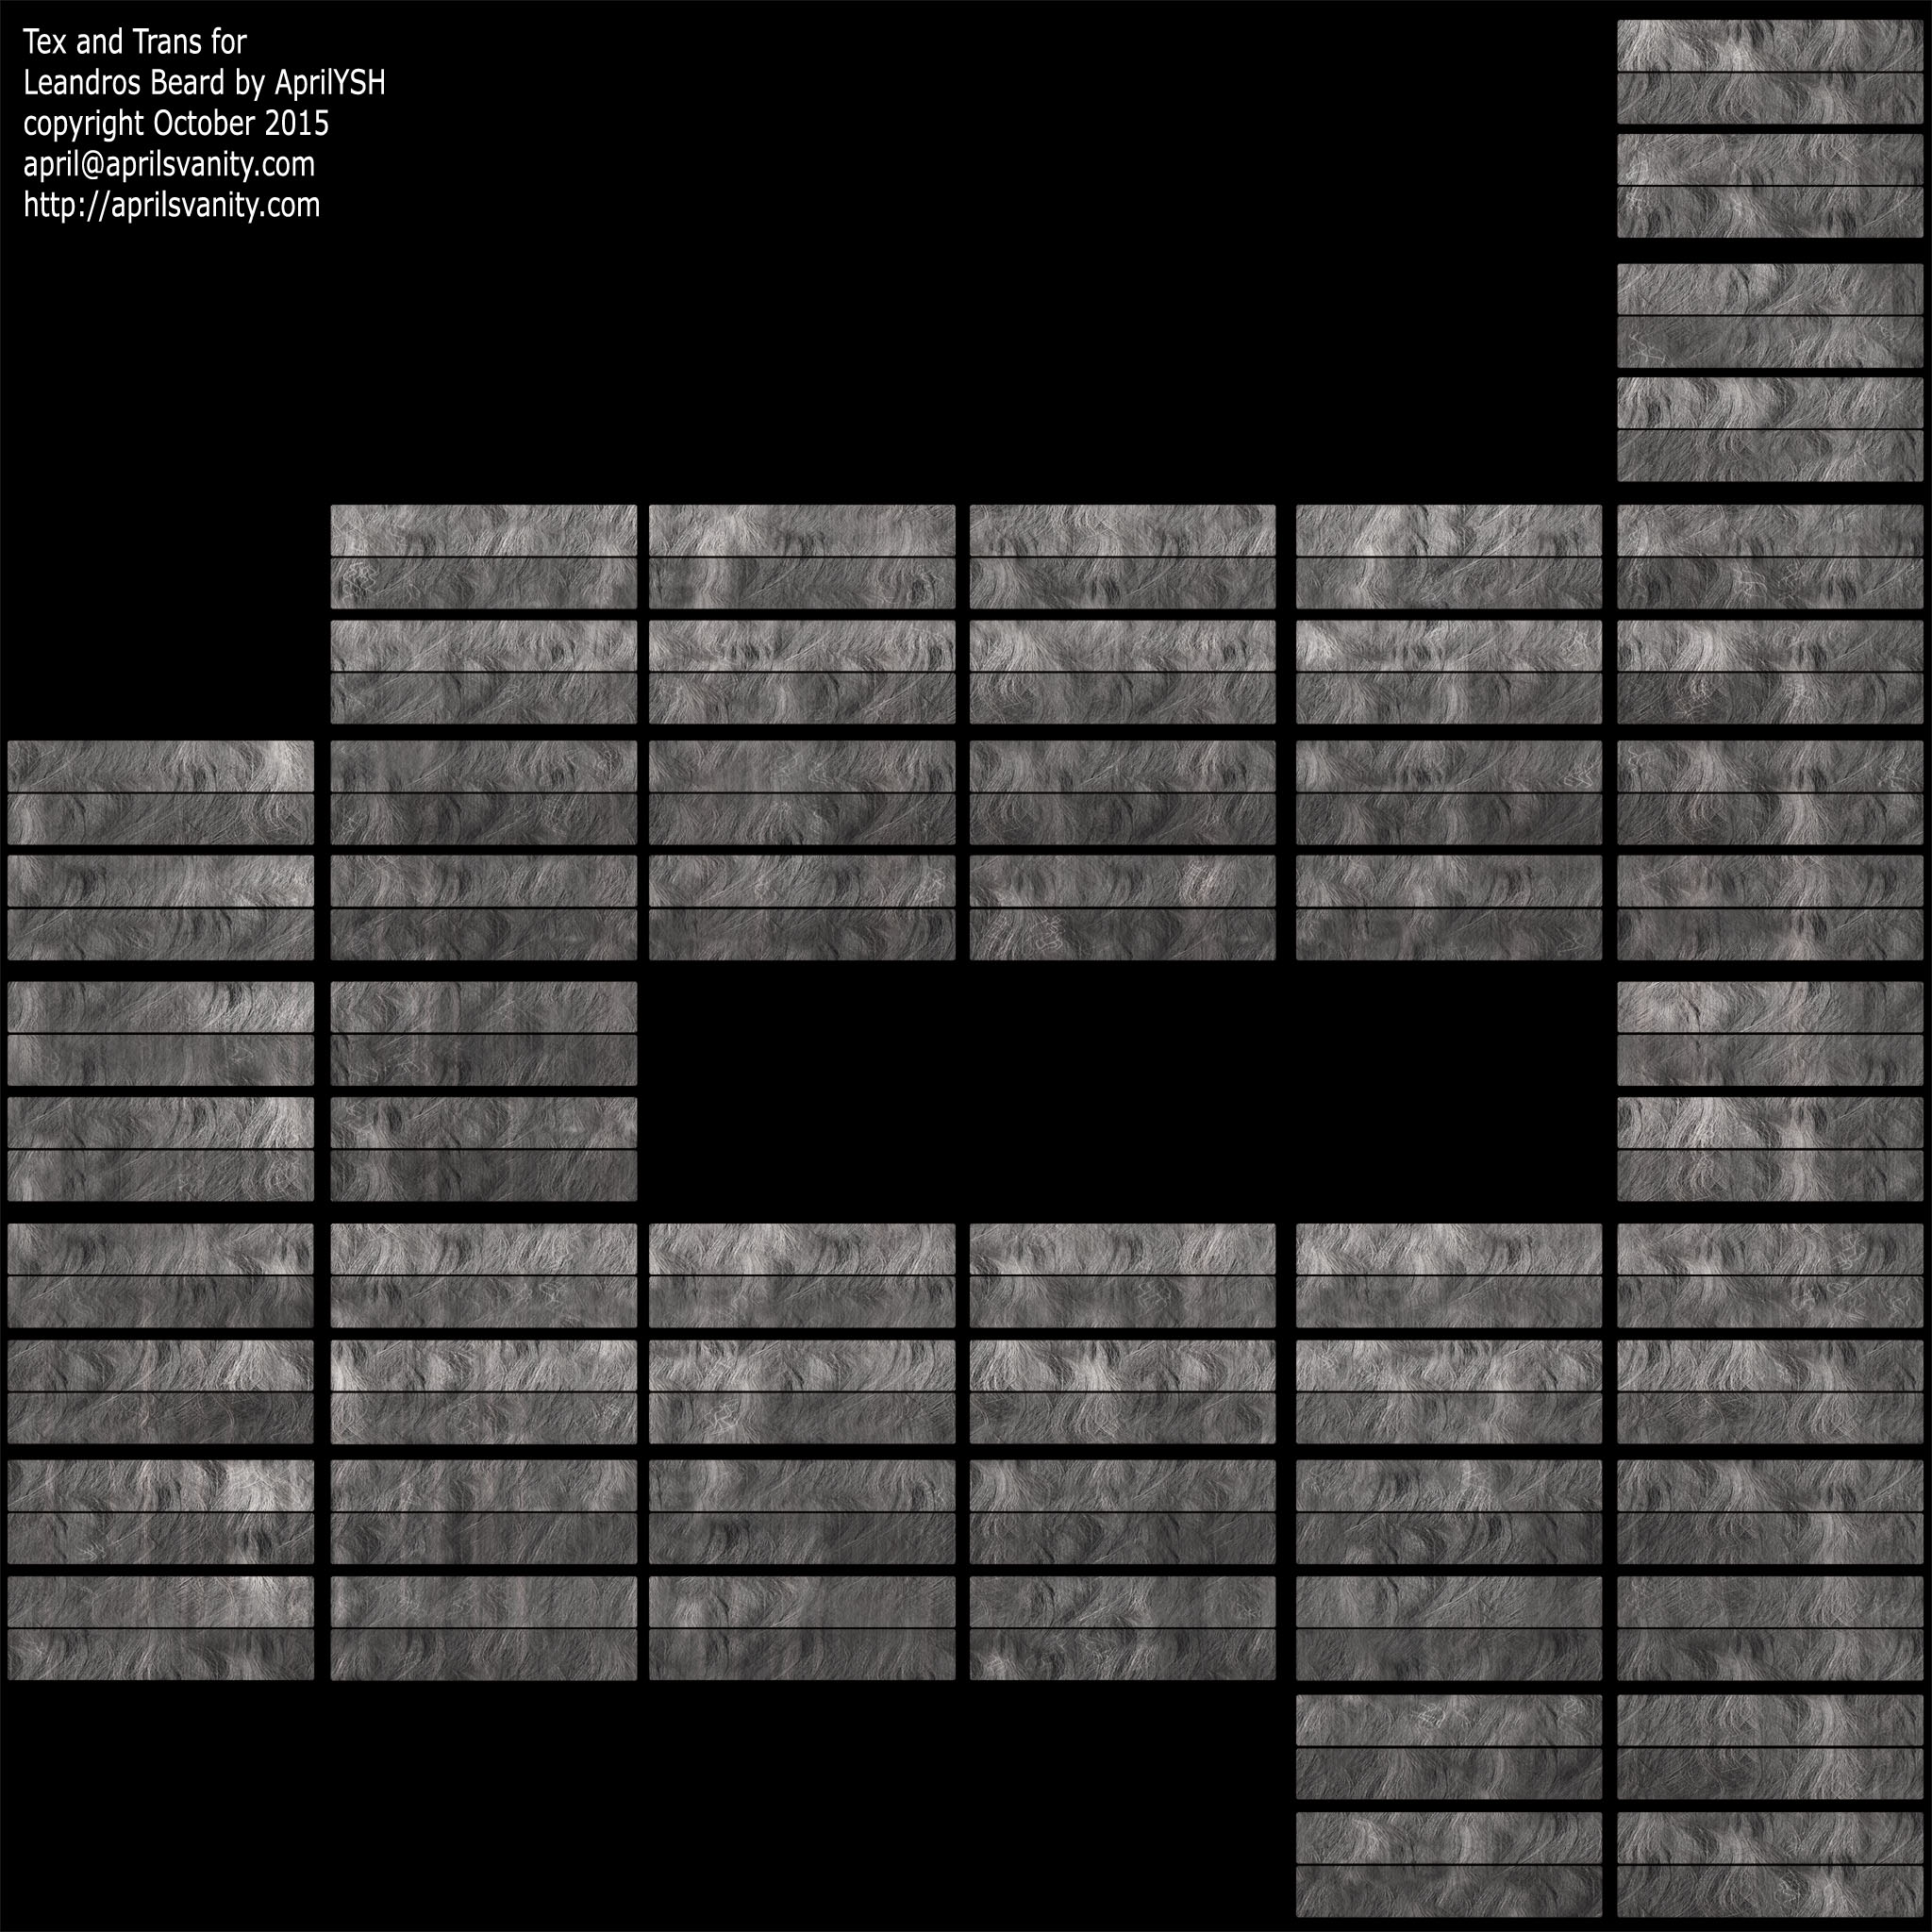 Tex and Trans for
Leandros Beard by AprilYSH
copyright October 2015
april@aprilsvanity.com
http://aprilsvanity.com